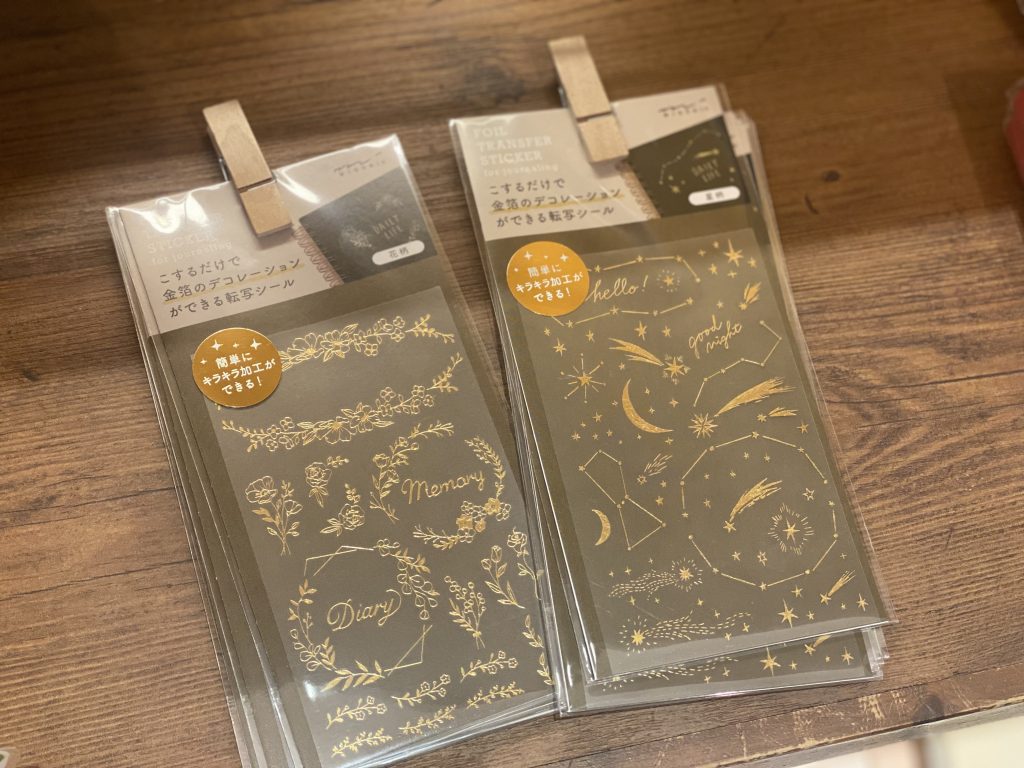 STICKER
for journaling
こするだけで
金箔のデコレーション
ができる転写シール
DAILY
LIFE
花柄
簡単に
キラキラ加工が
できる！
Memory
Diary
FOIL
TRANSFER
STICKER
for journaling
こするだけで
金箔のデコレーション
ができる転写シール
DAILY
LIFE
星柄
簡単に
キラキラ加工が
できる！
hello!
good
night